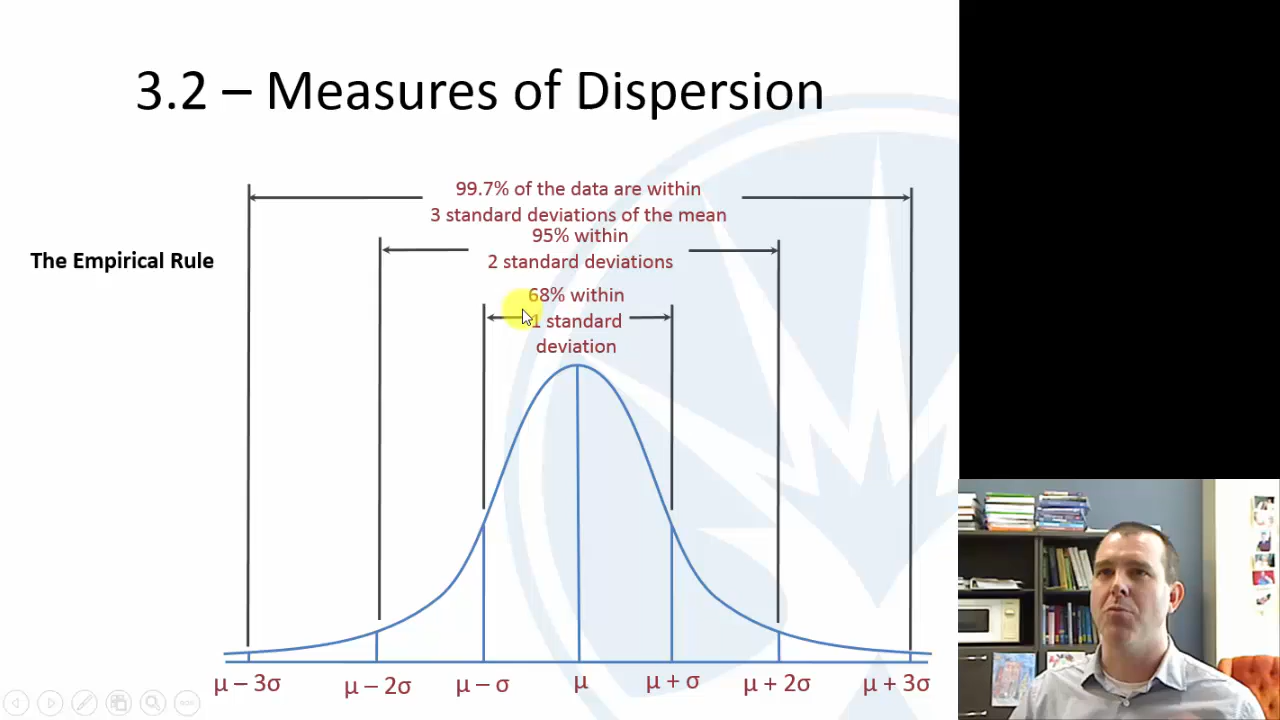 3.2 – Measures of Dispersion
99.7% of the data are within
3 standard deviations of the mean
95% within
2 standard deviations
The Empirical Rule
68% within
1 standard
deviation
μ – 3σ
μ – 2σ
μ – σ
μ
μ + σ
μ + 2σ
μ + 3σ